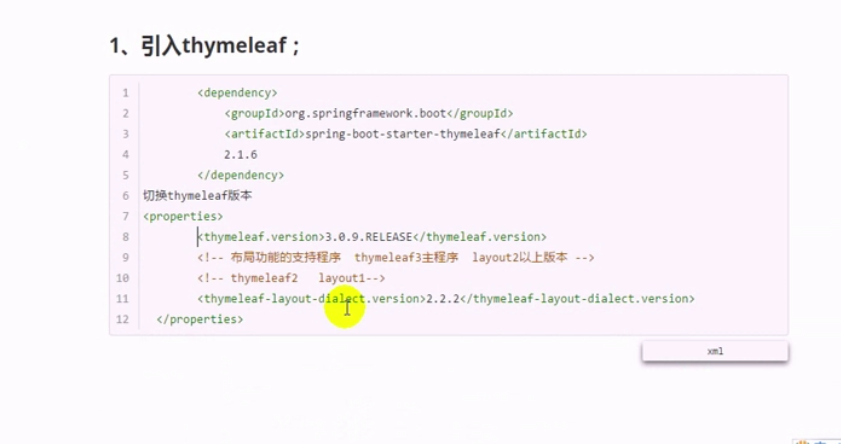 1、引入thymeleaf；
1 <dependency>
2 <groupId>org.springframework.boot</groupId>
3 <artifactId>spring-boot-starter-thymeleaf</artifactId>
4 2.1.6
5 </dependency>
6 切换thymeleaf版本
7 <properties>
8 <thymeleaf.version>3.0.9.RELEASE</thymeleaf.version>
9 <!-- 布局功能的支持程序 thymeleaf3主程序 layout2以上版本 -->
10 <!-- thymeleaf2 layout1-->
11 <thymeleaf-layout-dialect.version>2.2.2</thymeleaf-layout-dialect.version>
12 </properties>
xml